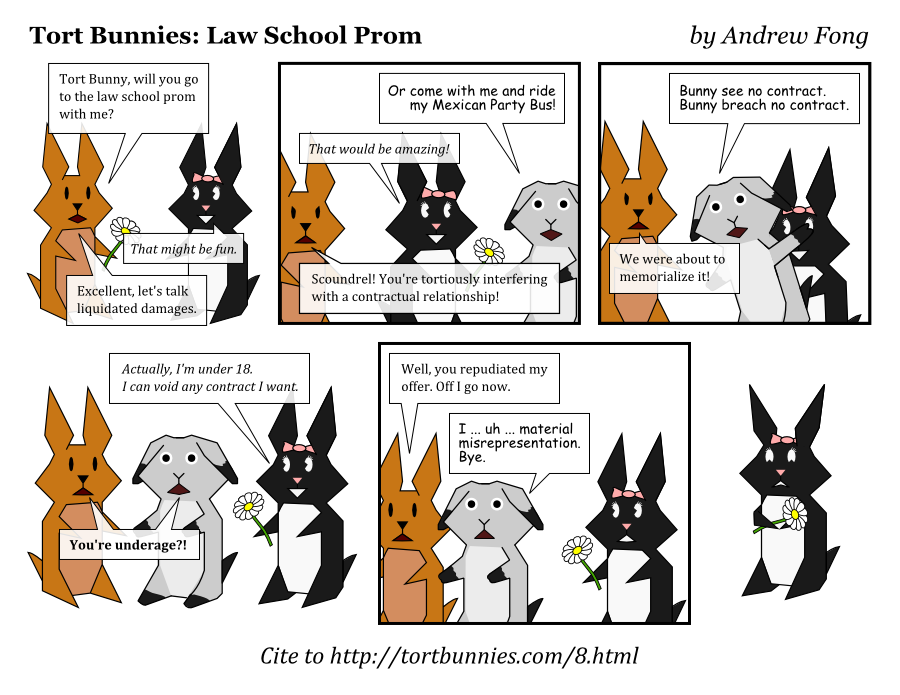 Tort Bunnies: Law School Prom
by Andrew Fong
Tort Bunny, will you go
to the law school prom
with me?
That might be fun.
Excellent, let's talk
liquidated damages.
Or come with me and ride
my Mexican Party Bus!
That would be amazing!
Scoundrel! You're tortiously interfering
with a contractual relationship!
Bunny see no contract.
Bunny breach no contract.
We were about to
memorialize it!
Actually, I'm under 18.
I can void any contract I want.
You're underage?!
Well, you repudiated my
offer. Off I go now.
I ... uh ... material
misrepresentation.
Bye.
Cite to http://tortbunnies.com/8.html